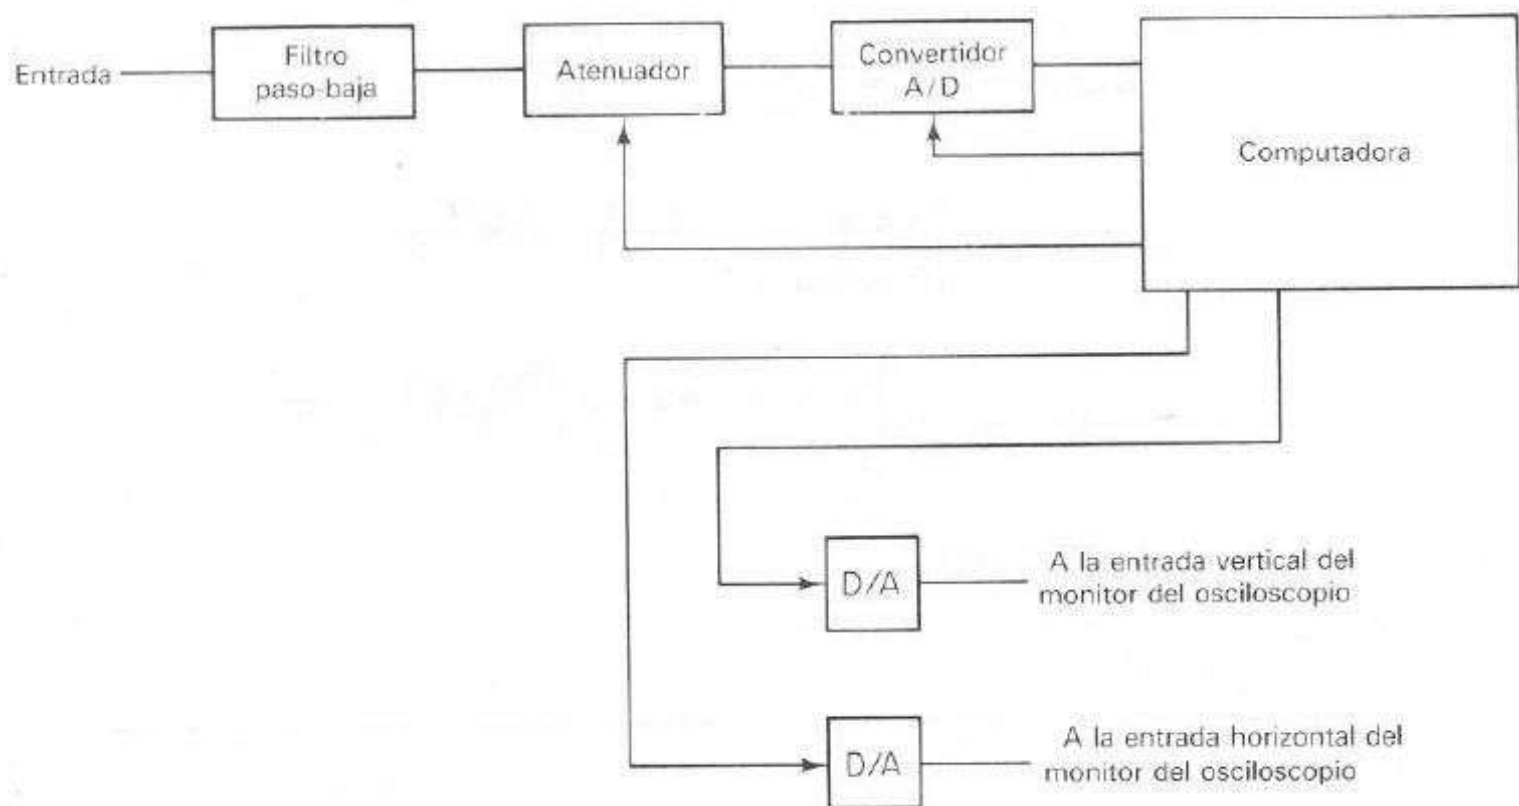 Entrada
Filtro
paso-baja
Atenuador
Convertidor
A/D
Computadora
D/A
A la entrada vertical del
monitor del osciloscopio
D/A
A la entrada horizontal del
monitor del osciloscopio